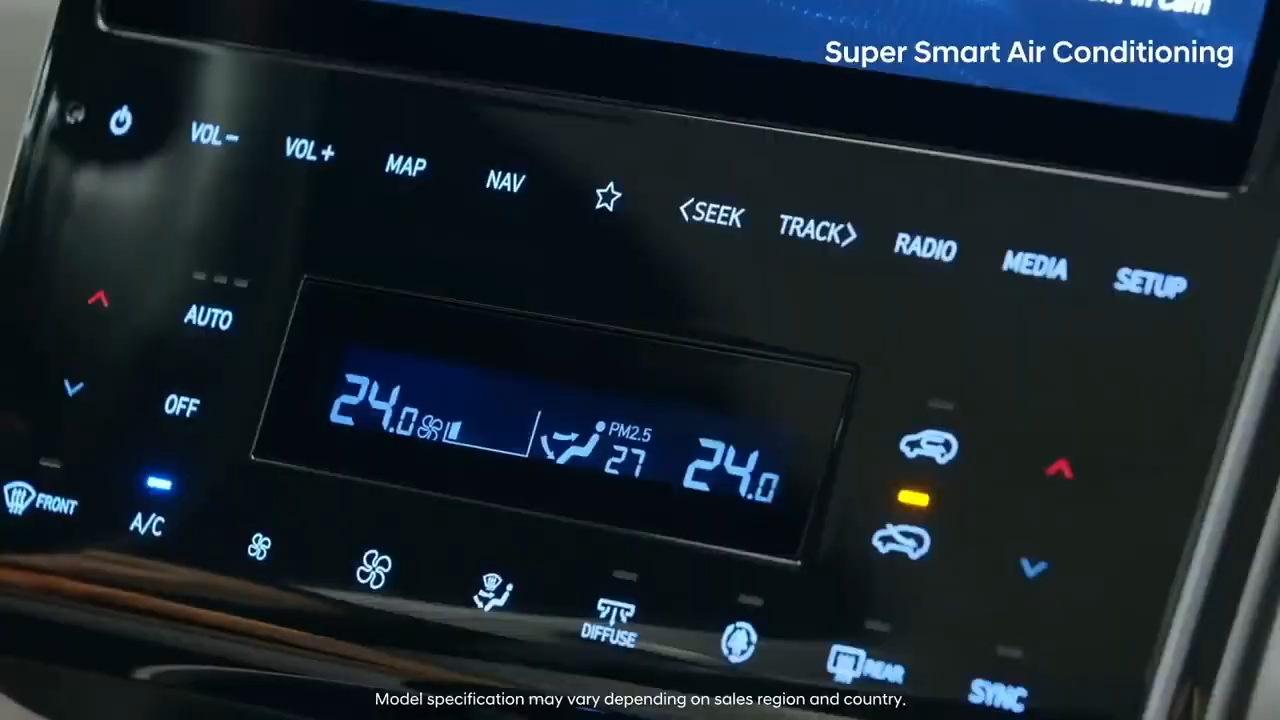 Super Smart Air Conditioning
VOL− VOL+ MAP NAV <SEEK TRACK> RADIO MEDIA SETUP
AUTO
OFF
24.0 PM2.5 27 24.0
FRONT
A/C
DIFFUSE
REAR
SYNC
Model specification may vary depending on sales region and country.